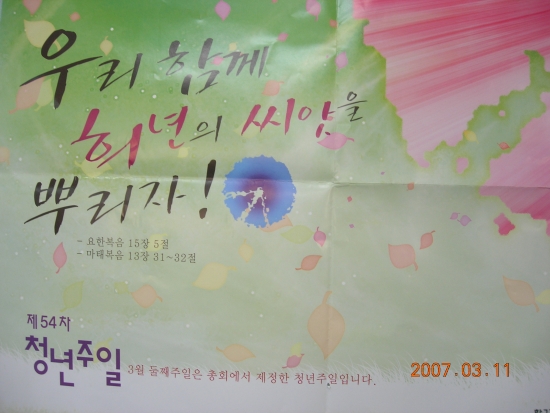 우리 함께
희년의 씨앗을
뿌리자!
- 요한복음 15장 5절
- 마태복음 13장 31~32절
제54차
청년주일
3월 둘째주일은 총회에서 제정한 청년주일입니다.
2007.03.11